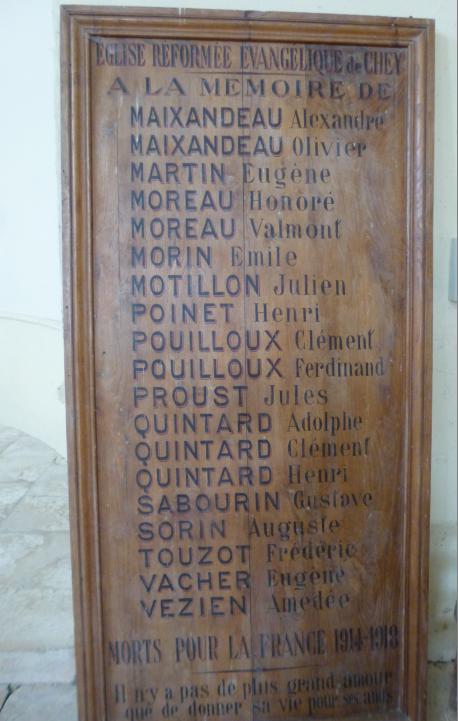 EGLISE REFORMÉE EVANGELIQUE de CHEY
A LA MEMOIRE DE
MAIXANDEAU Alexandre
MAIXANDEAU Olivier
MARTIN Eugène
MOREAU Honoré
MOREAU Valmont
MORIN Emile
MOTILLON Julien
POINET Henri
POUILLOUX Clément
POUILLOUX Ferdinand
PROUST Jules
QUINTARD Adolphe
QUINTARD Clément
QUINTARD Henri
SABOURIN Gustave
SORIN Auguste
TOUZOT Fréderic
VACHER Eugène
VEZIEN Amedée
MORTS POUR LA FRANCE 1914-1918
Il n'y a pas de plus grand amour
que de donner sa vie pour ses amis